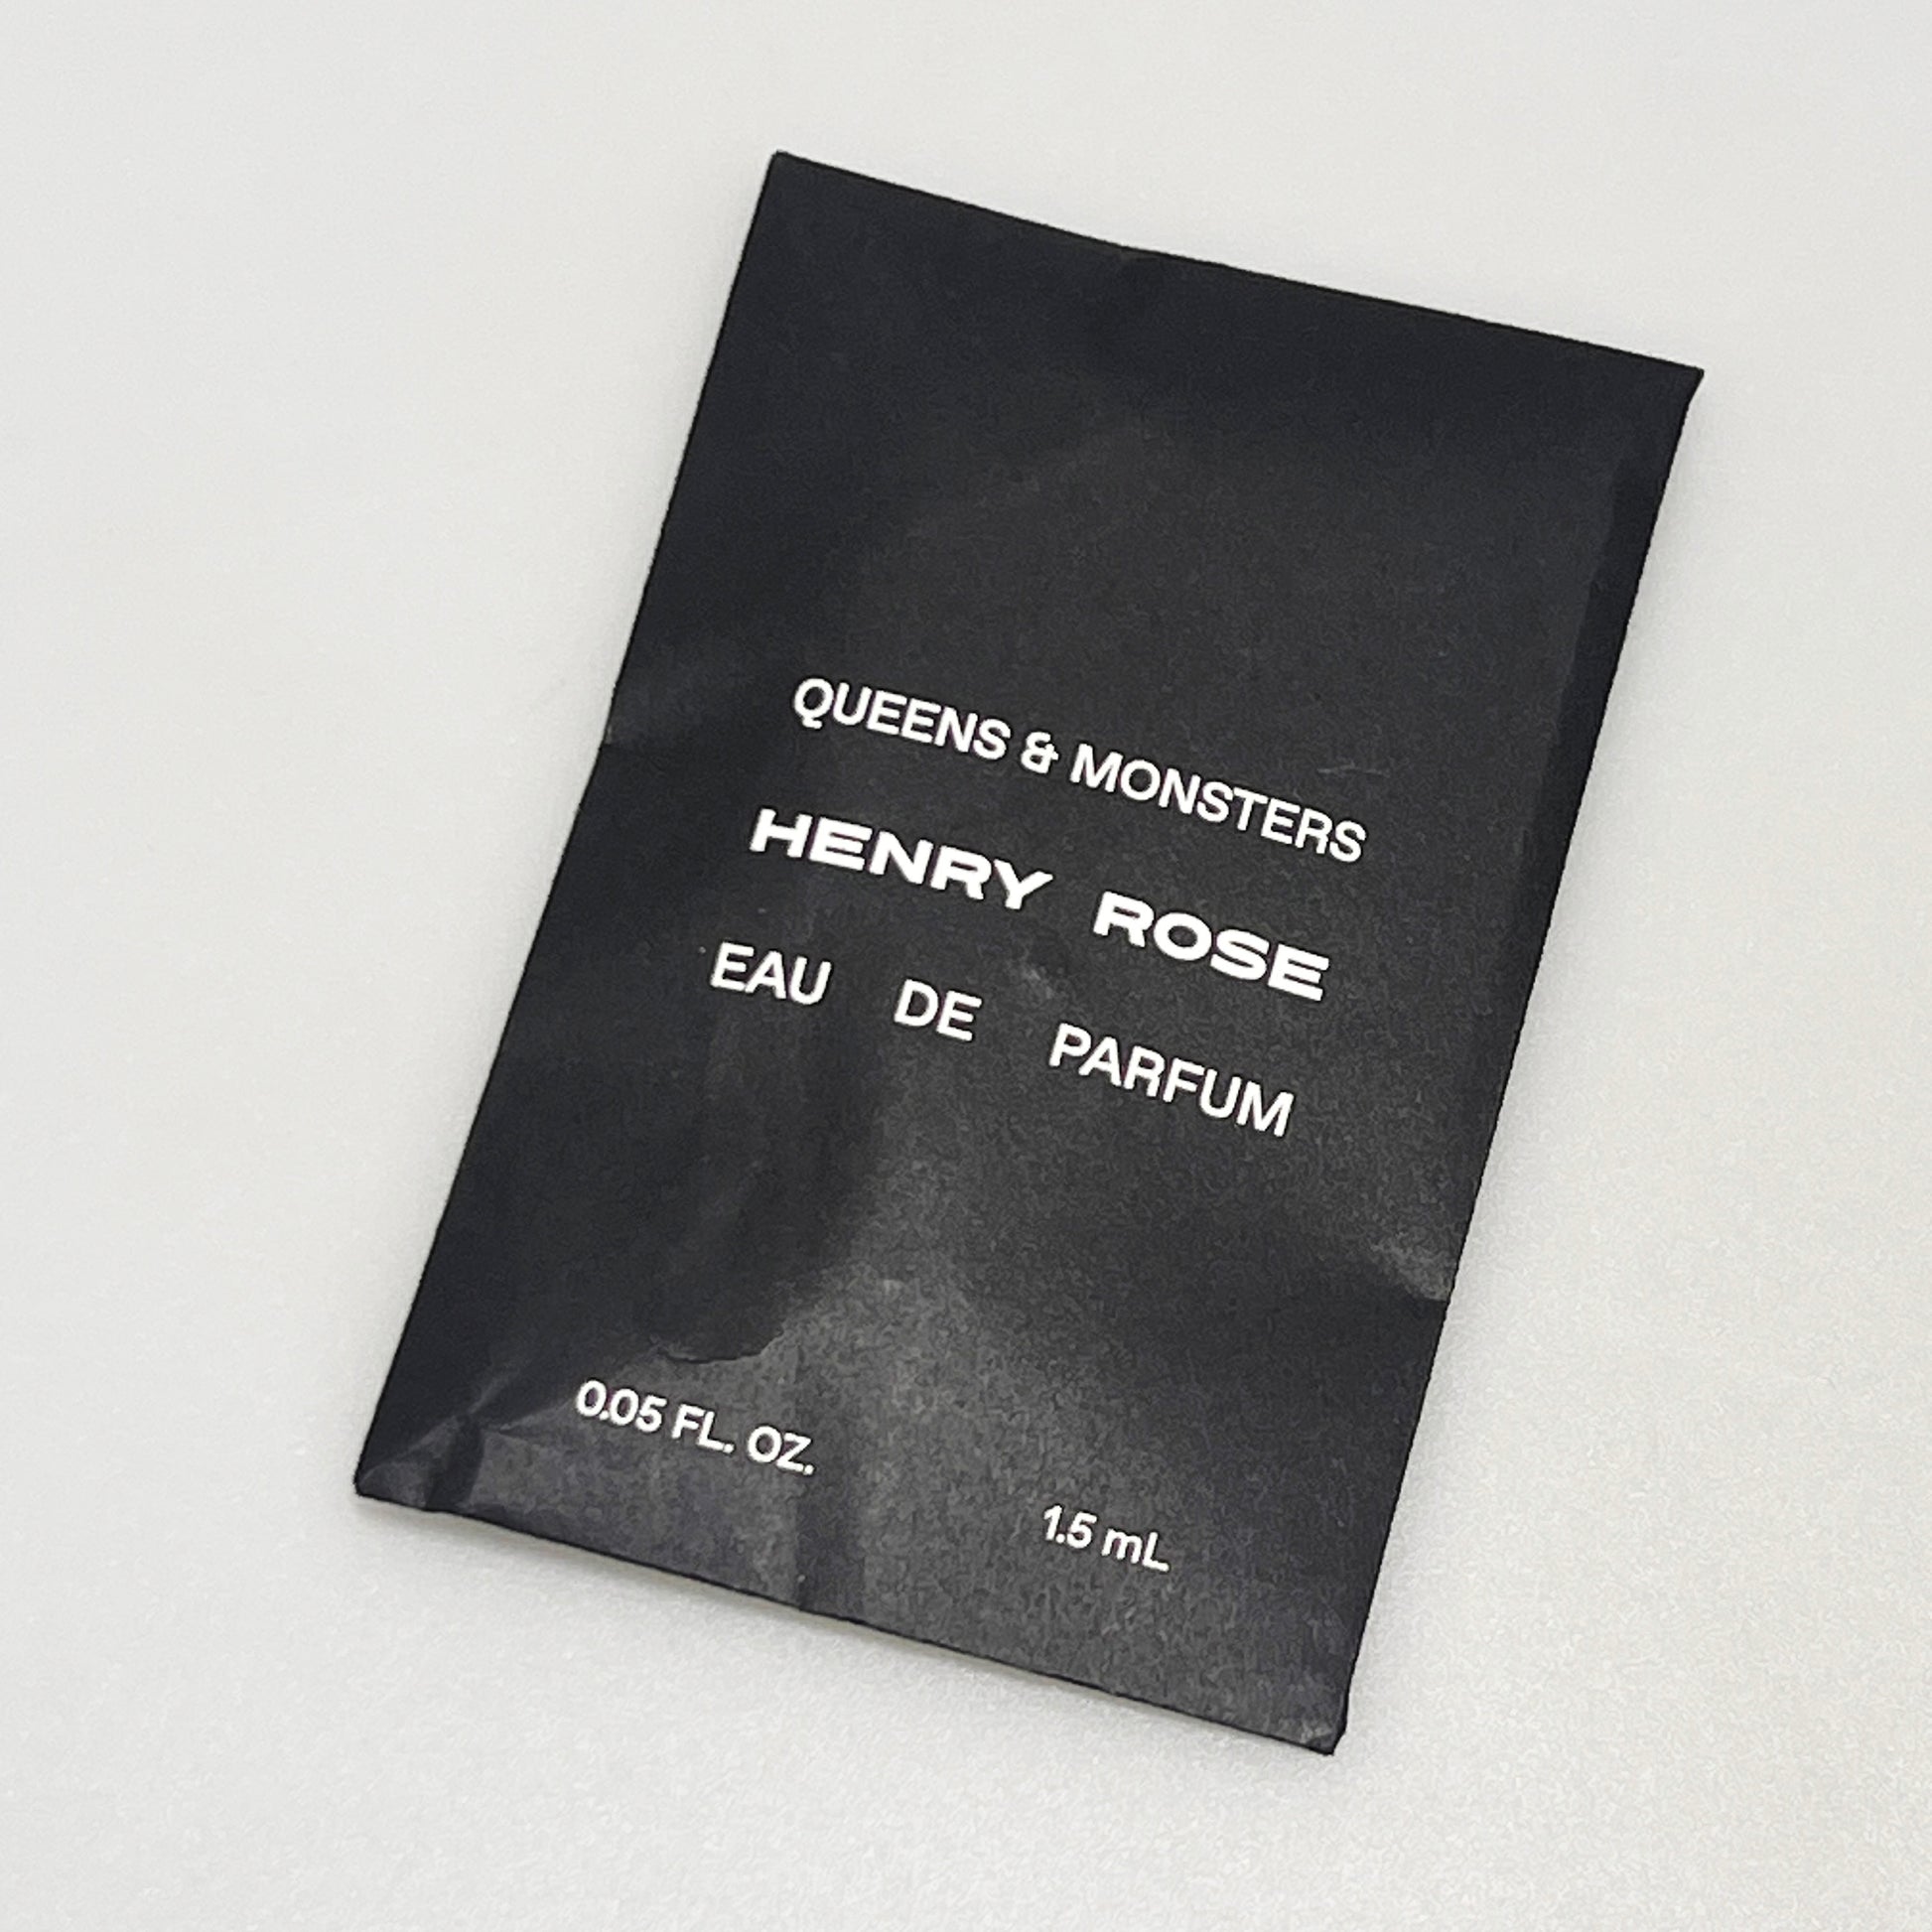 QUEENS & MONSTERS
HENRY ROSE
EAU DE PARFUM
0.05 FL. OZ.
1.5 mL